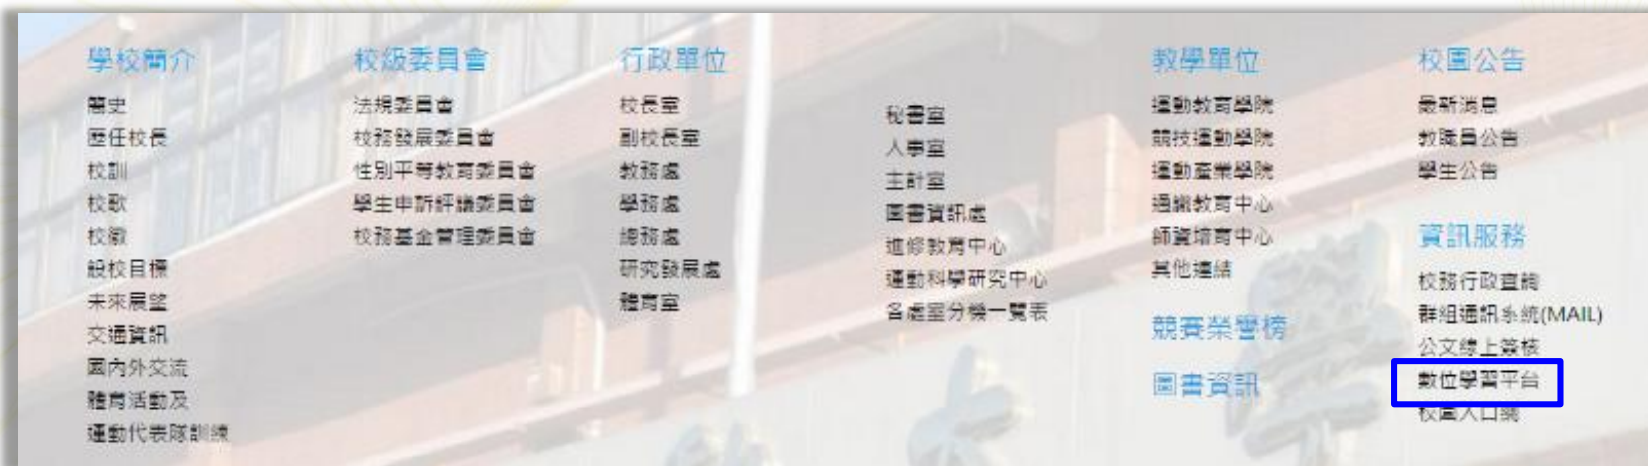 學校簡介
簡史
歷任校長
校訓
校歌
校徽
設校目標
未來展望
交通資訊
國內外交流
體育活動及
運動代表隊訓練
校級委員會
法規委員會
校務發展委員會
性別平等教育委員會
學生申訴評議委員會
校務基金管理委員會
行政單位
校長室
副校長室
教務處
學務處
總務處
研究發展處
體育室
秘書室
人事室
主計室
圖書資訊處
進修教育中心
運動科學研究中心
各處室分機一覽表
教學單位
運動教育學院
競技運動學院
運動產業學院
通識教育中心
師資培育中心
其他連結
競賽榮譽榜
圖書資訊
校園公告
最新消息
教職員公告
學生公告
資訊服務
校務行政查詢
群組通訊系統(MAIL)
公文線上簽核
數位學習平台
校園入口網